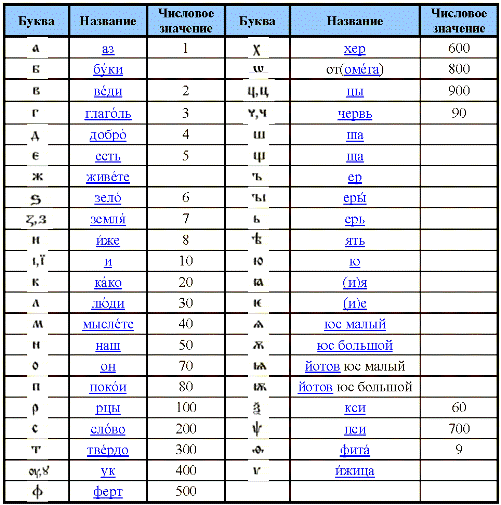 Буква Название Числовое значение Буква Название Числовое значение
а аз 1 х хер 600
б бу́ки ѡ от(оме́га) 800
в ве́ди 2 ц,ц цы 900
г глаго́ль 3 ч,ч червь 90
д добро̀ 4 ш ша
є есть 5 щ ша
ж живе́те ъ ер
ѕ зело̀ 6 ъı еры̀
ꙁ,з земля̀ 7 ь ерь
и и́же 8 ѣ ять
ı,ї и 10 ю ю
к ка́ко 20 ꙗ (и)я
л лю́ди 30 ѥ (и)е
м мысле́те 40 ѧ юс малый
н наш 50 ѫ юс большой
о он 70 ѩ йотов юс малый
п поко́и 80 ѭ йотов юс большой
р рцы 100 ѯ кси 60
с сло́во 200 ѱ пси 700
т тве́рдо 300 ѳ фита́ 9
оу,ꙋ ук 400 ѵ и́жица
ф ферт 500